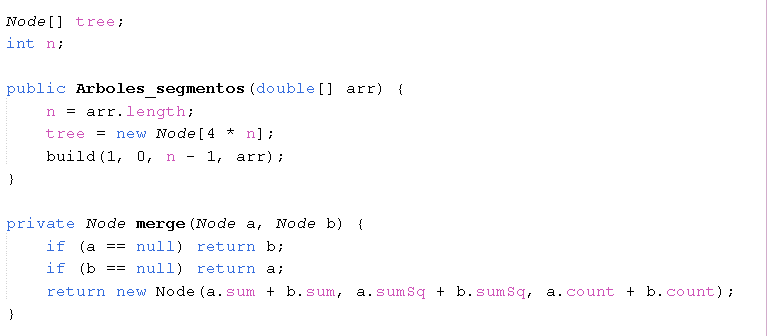 Node[] tree;
int n;
public Arboles_segmentos(double[] arr) {
n = arr.length;
tree = new Node[4 * n];
build(1, 0, n - 1, arr);
}
private Node merge(Node a, Node b) {
if (a == null) return b;
if (b == null) return a;
return new Node(a.sum + b.sum, a.sumSq + b.sumSq, a.count + b.count);
}